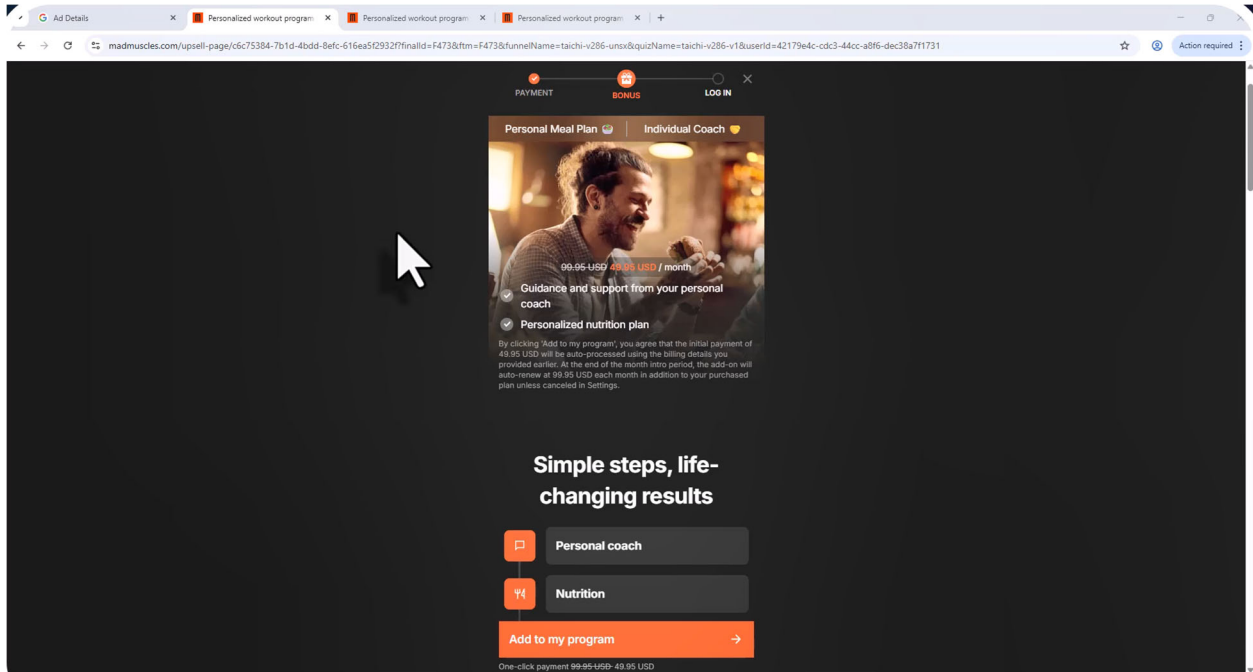 Ad Details
Personalized workout program
Personalized workout program
Personalized workout program
madmuscles.com/upsell-page/c6c75384-7b1d-4bdd-8efc-616ea5f2932f?finalId=F473&ftm=F473&funnelName=taichi-v286-unsx&quizName=taichi-v286-v1&userId=42179e4c-cdc3-44cc-a8f6-dec38a7f1731
Action required
PAYMENT
BONUS
LOG IN
Personal Meal Plan
Individual Coach
99.95 USD 49.95 USD / month
Guidance and support from your personal
coach
Personalized nutrition plan
By clicking 'Add to my program', you agree that the initial payment of
49.95 USD will be auto-processed using the billing details you
provided earlier. At the end of the month intro period, the add-on will
auto-renew at 99.95 USD each month in addition to your purchased
plan unless canceled in Settings.
Simple steps, life-
changing results
Personal coach
Nutrition
Add to my program
One-click payment 99.95 USD 49.95 USD